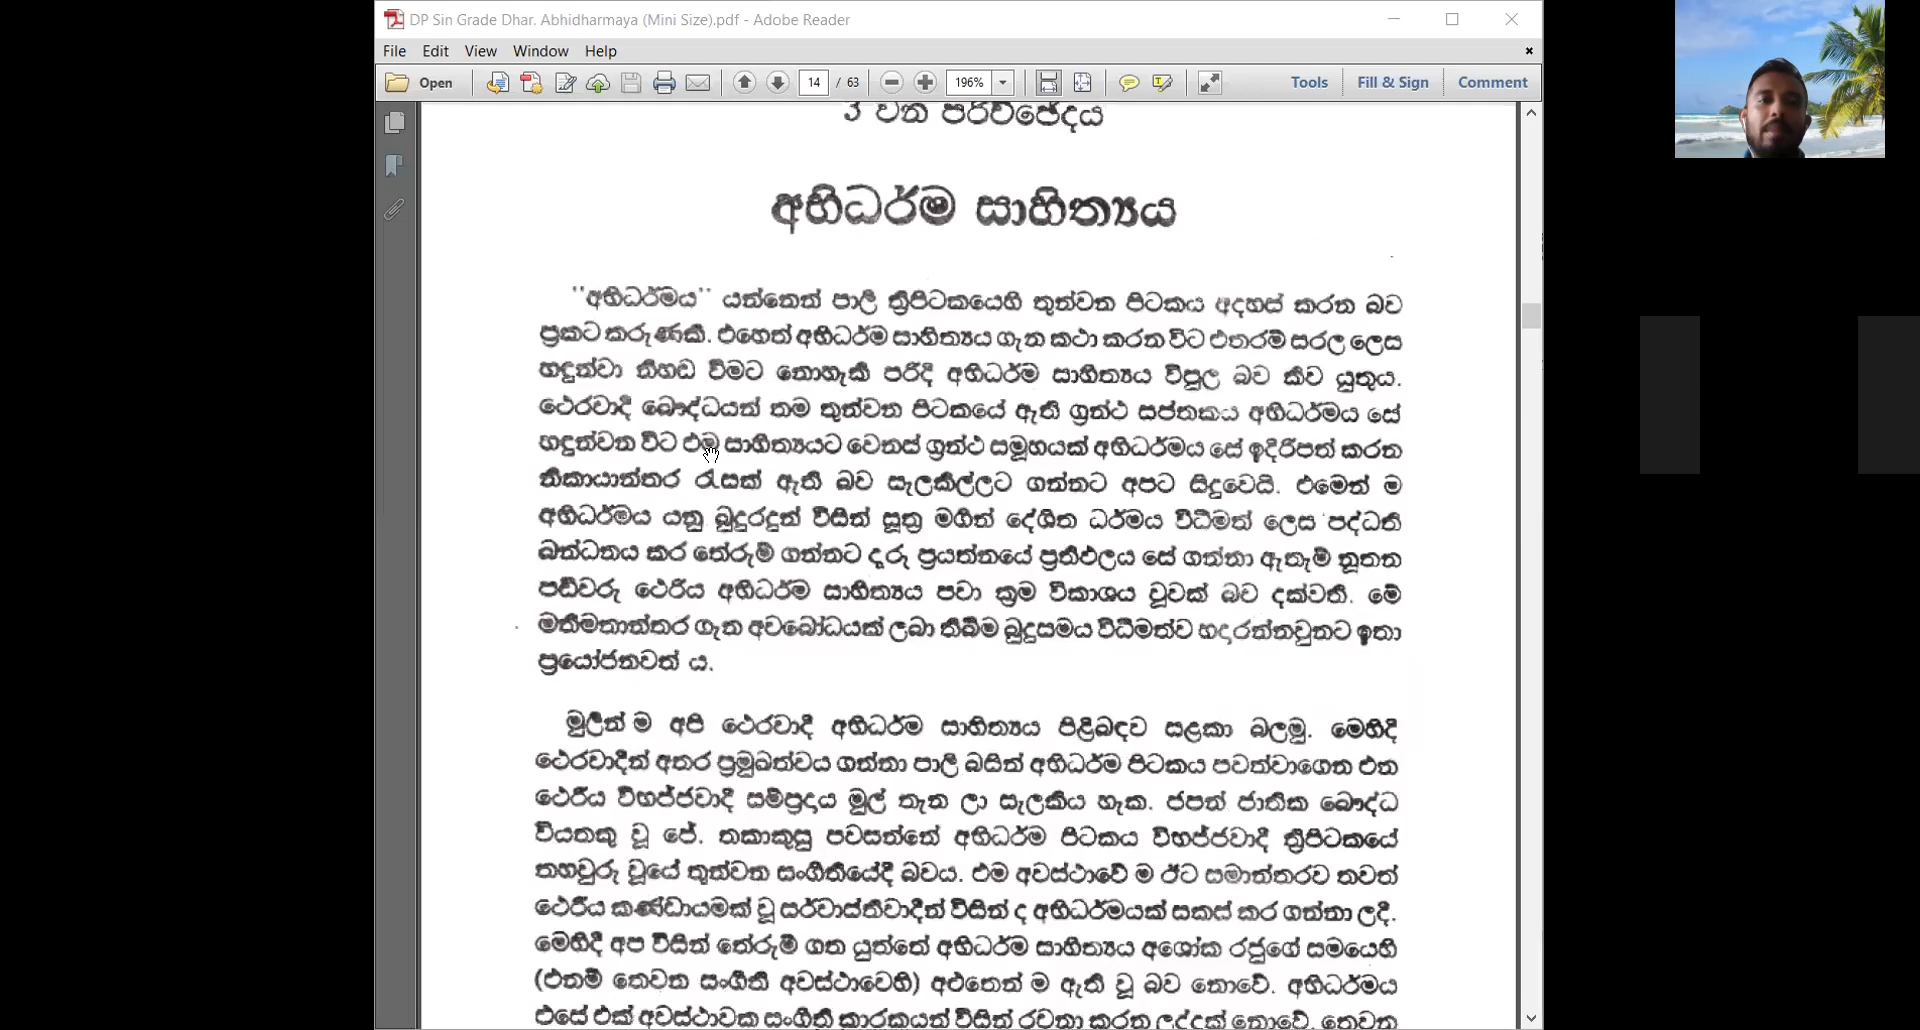 DP Sin Grade Dhar. Abhidharmaya (Mini Size).pdf - Adobe Reader
File Edit View Window Help
Open 14 / 63 196% Tools Fill & Sign Comment
3 වන පරිච්ඡේදය
අභිධර්ම සාහිත්‍යය
''අභිධර්මය'' යන්නෙන් පාලි ත්‍රිපිටකයෙහි තුන්වන පිටකය අදහස් කරන බව
ප්‍රකට කරුණකි. එහෙත් අභිධර්ම සාහිත්‍යය ගැන කථා කරන විට එතරම් සරල ලෙස
හඳුන්වා නිහඬ වීමට නොහැකි පරිදි අභිධර්ම සාහිත්‍යය විපුල බව කිව යුතුය.
ථෙරවාදී බෞද්ධයන් තම තුන්වන පිටකයේ ඇති ග්‍රන්ථ සප්තකය අභිධර්මය සේ
හඳුන්වන විට එම සාහිත්‍යයට වෙනස් ග්‍රන්ථ සමූහයක් අභිධර්මය සේ ඉදිරිපත් කරන
නිකායාන්තර රැසක් ඇති බව සැලකිල්ලට ගන්නට අපට සිදුවෙයි. එමෙන් ම
අභිධර්මය යනු බුදුරදුන් විසින් සූත්‍ර මගින් දේශිත ධර්මය විධිමත් ලෙස පද්ධති
බන්ධනය කර තේරුම් ගන්නට දැරූ ප්‍රයත්නයේ ප්‍රතිඵලය සේ ගන්නා ඇතැම් නූතන
පඬිවරු ථෙරීය අභිධර්ම සාහිත්‍යය පවා ක්‍රම විකාශය වූවක් බව දක්වති. මේ
මතිමතාන්තර ගැන අවබෝධයක් ලබා තිබීම බුදුසමය විධිමත්ව හදාරන්නවුනට ඉතා
ප්‍රයෝජනවත් ය.
මුලින් ම අපි ථෙරවාදී අභිධර්ම සාහිත්‍යය පිළිබඳව සළකා බලමු. මෙහිදී
ථෙරවාදීන් අතර ප්‍රමුඛත්වය ගන්නා පාලි බසින් අභිධර්ම පිටකය පවත්වාගෙන එන
ථෙරීය විභජ්ජවාදී සම්ප්‍රදාය මුල් තැන ලා සැලකිය හැක. ජපන් ජාතික බෞද්ධ
වියතකු වූ ජේ. තකාකුසු පවසන්නේ අභිධර්ම පිටකය විභජ්ජවාදී ත්‍රිපිටකයේ
තහවුරු වූයේ තුන්වන සංගීතියේදී බවය. එම අවස්ථාවේ ම ඊට සමාන්තරව තවත්
ථෙරීය කණ්ඩායමක් වූ සර්වාස්තිවාදීන් විසින් ද අභිධර්මයක් සකස් කර ගන්නා ලදී.
මෙහිදී අප විසින් තේරුම් ගත යුත්තේ අභිධර්ම සාහිත්‍යය අශෝක රජුගේ සමයෙහි
(එනම් තෙවන සංගීති අවස්ථාවෙහි) අළුතෙන් ම ඇති වූ බව නොවේ. අභිධර්මය
එසේ එක් අවස්ථාවක සංගීති කාරකයන් විසින් රචනා කරන ලද්දක් නොවේ. තෙවන